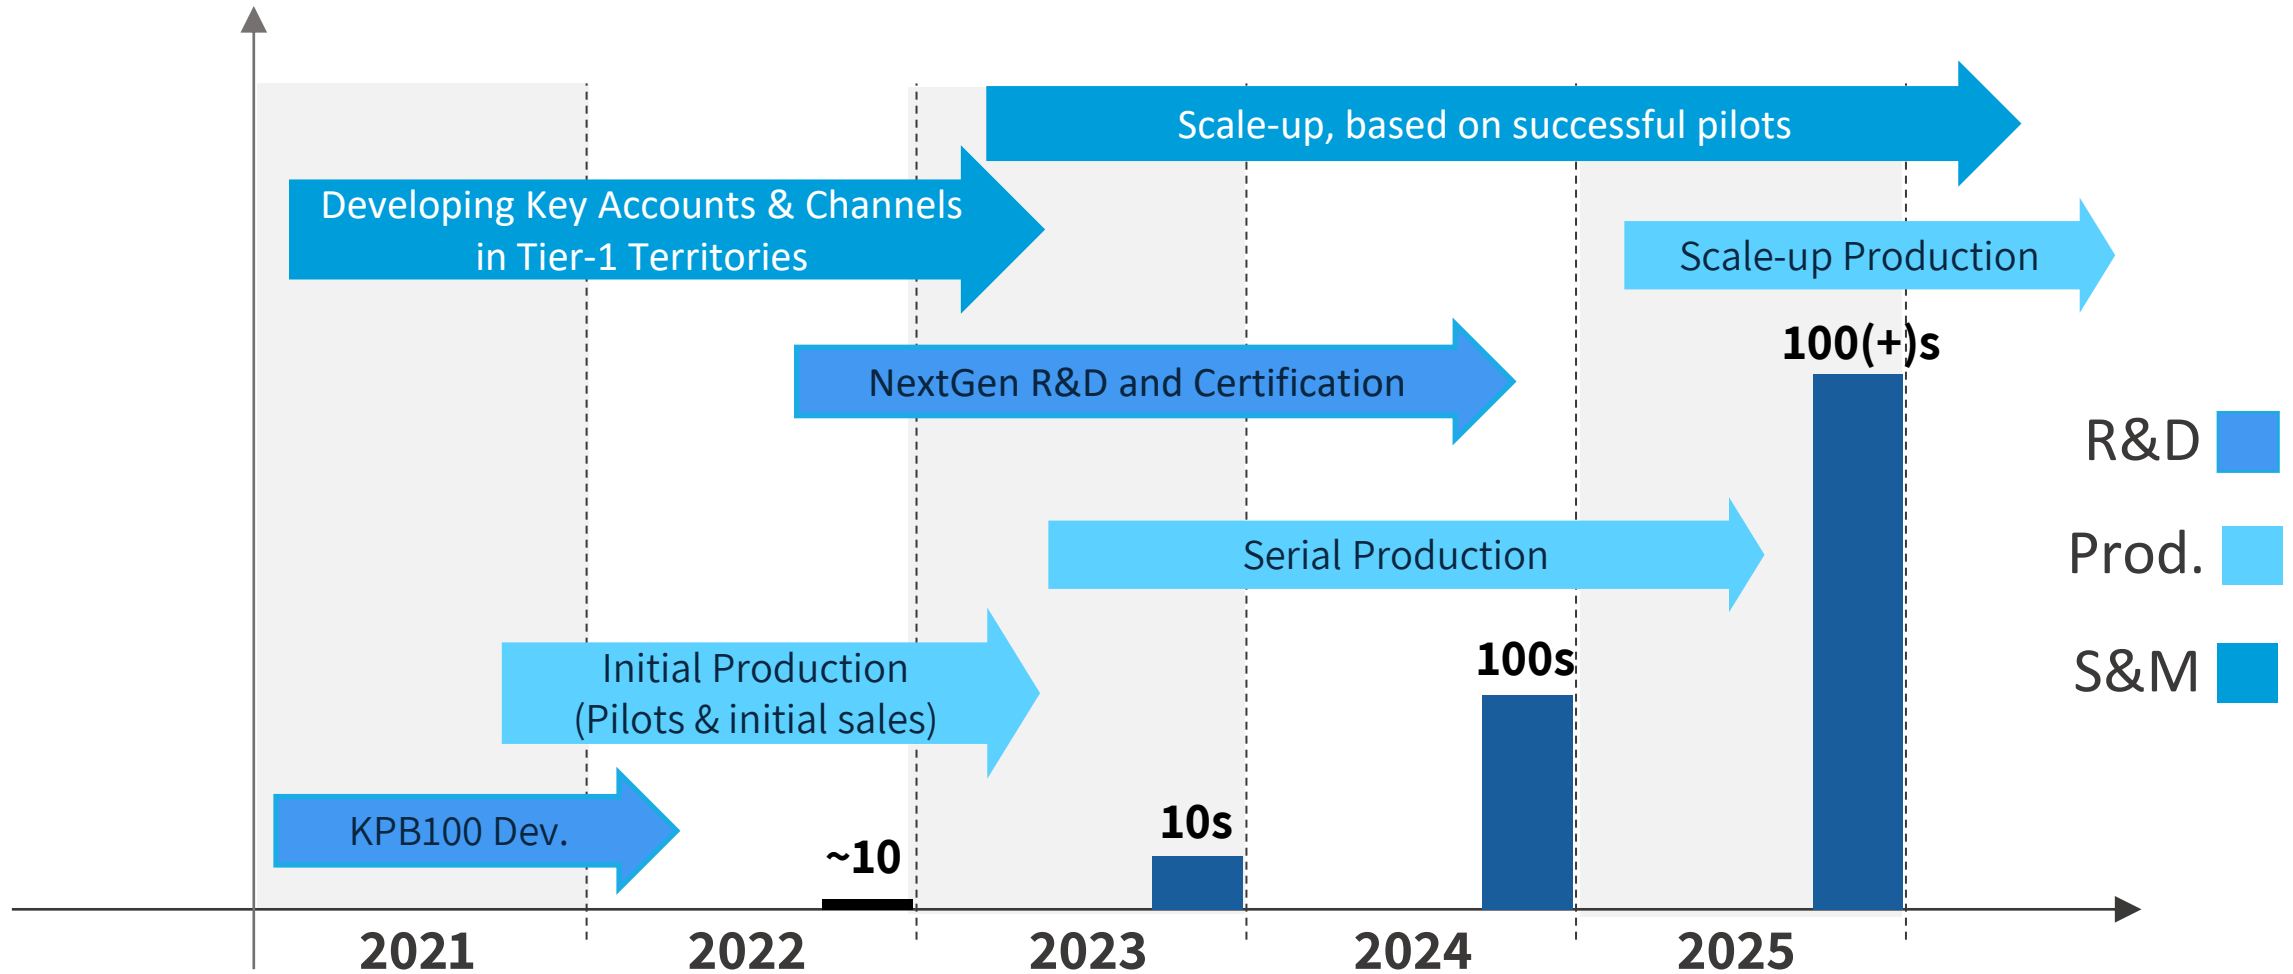 Scale-up, based on successful pilots
Developing Key Accounts & Channels
in Tier-1 Territories
Scale-up Production
100(+)s
NextGen R&D and Certification
R&D
Serial Production
Prod.
Initial Production
(Pilots & initial sales)
100s
S&M
KPB100 Dev.
~10
10s
2021
2022
2023
2024
2025